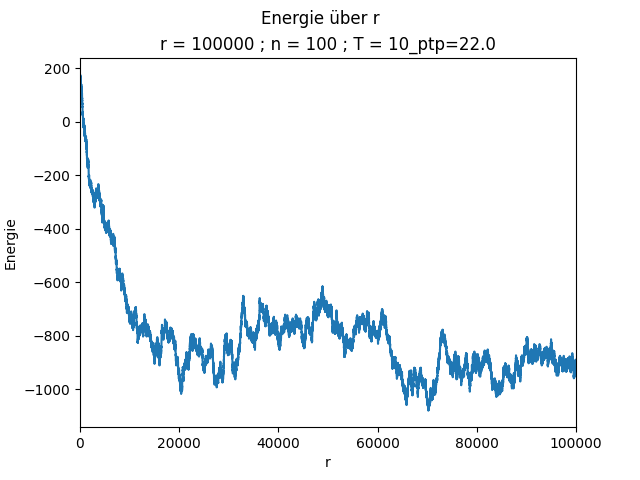 Energie über r
r = 100000 ; n = 100 ; T = 10_ptp=22.0
200
0
−200
−400
−600
−800
−1000
Energie
0 20000 40000 60000 80000 100000
r